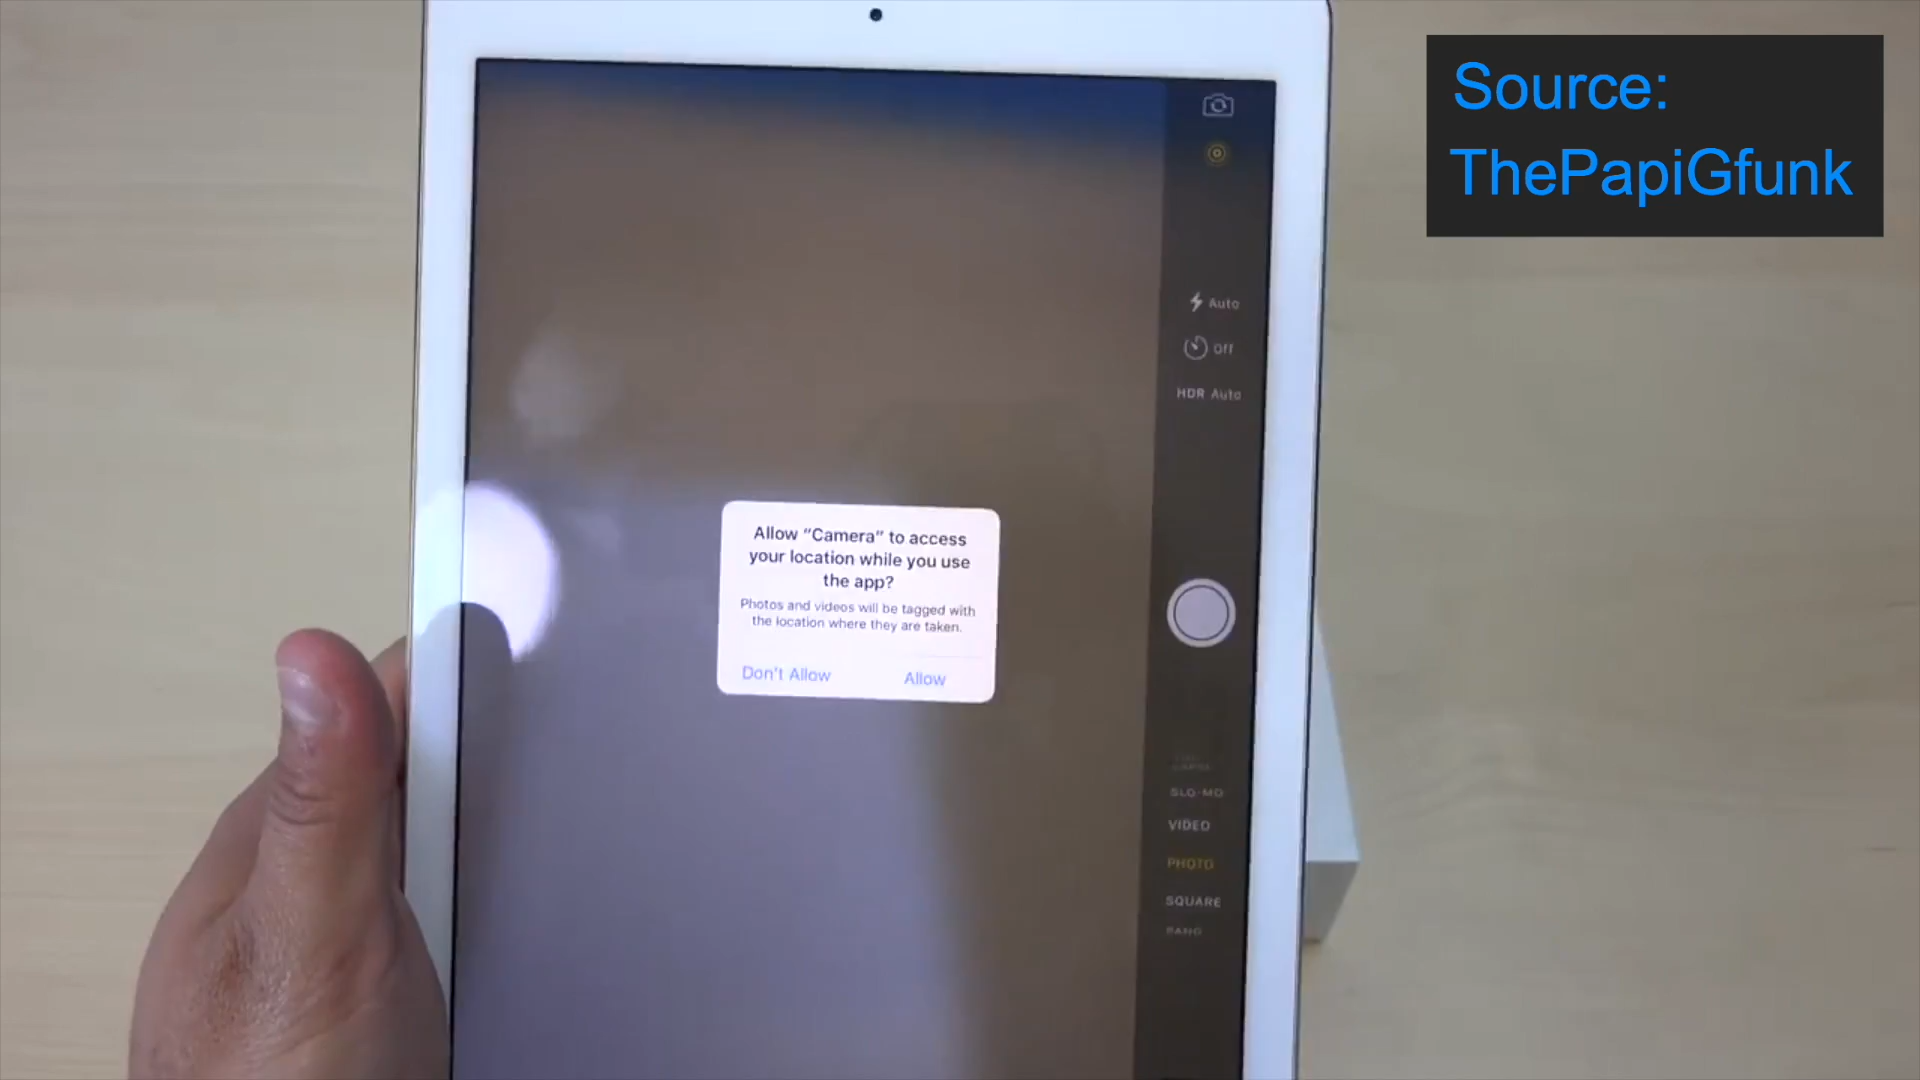 Source:
ThePapiGfunk
Auto
Off
HDR Auto
Allow “Camera” to access
your location while you use
the app?
Photos and videos will be tagged with
the location where they are taken.
Don't Allow
Allow
SLO-MO
VIDEO
PHOTO
SQUARE
PANO